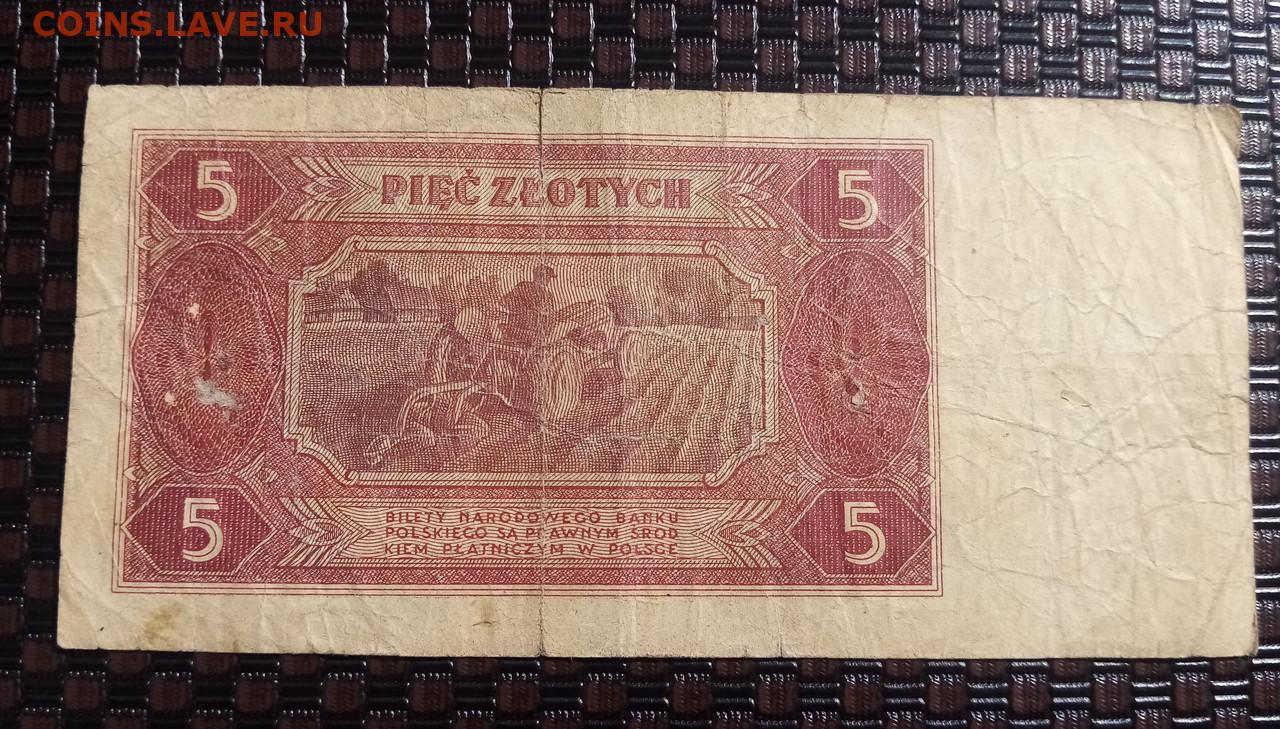 COINS.LAVE.RU
5 PIĘĆ ZŁOTYCH 5
5 BILETY NARODOWEGO BANKU 5
POLSKIEGO SĄ PRAWNYM ŚROD
KIEM PŁATNICZYM W POLSCE